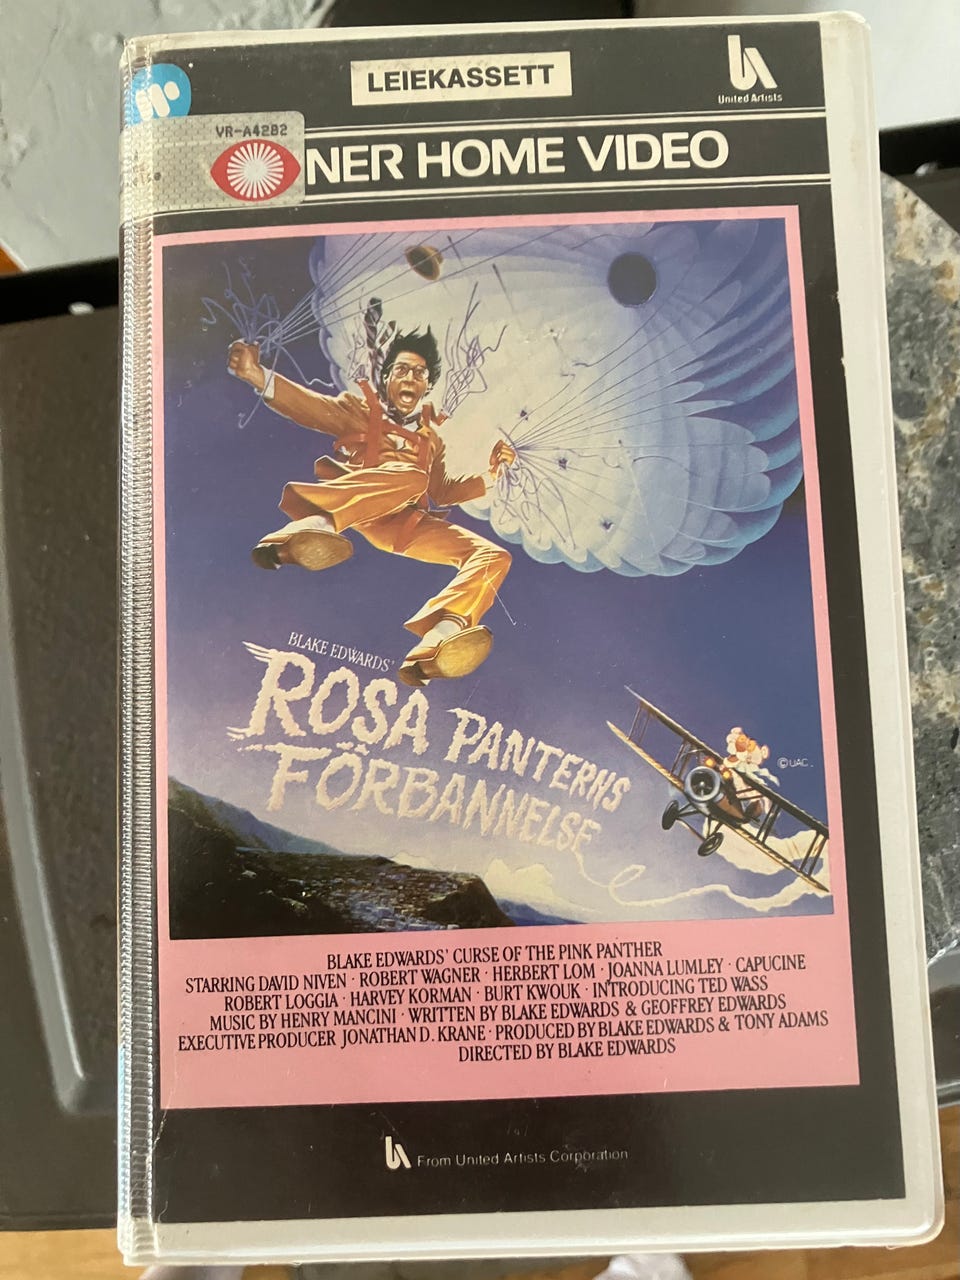 LEIEKASSETT
United Artists
VR-A4282
NER HOME VIDEO
BLAKE EDWARDS'
ROSA PANTERNS
FÖRBANNELSE
©UAC.
BLAKE EDWARDS' CURSE OF THE PINK PANTHER
STARRING DAVID NIVEN · ROBERT WAGNER · HERBERT LOM · JOANNA LUMLEY · CAPUCINE
ROBERT LOGGIA · HARVEY KORMAN · BURT KWOUK · INTRODUCING TED WASS
MUSIC BY HENRY MANCINI · WRITTEN BY BLAKE EDWARDS & GEOFFREY EDWARDS
EXECUTIVE PRODUCER JONATHAN D. KRANE · PRODUCED BY BLAKE EDWARDS & TONY ADAMS
DIRECTED BY BLAKE EDWARDS
From United Artists Corporation